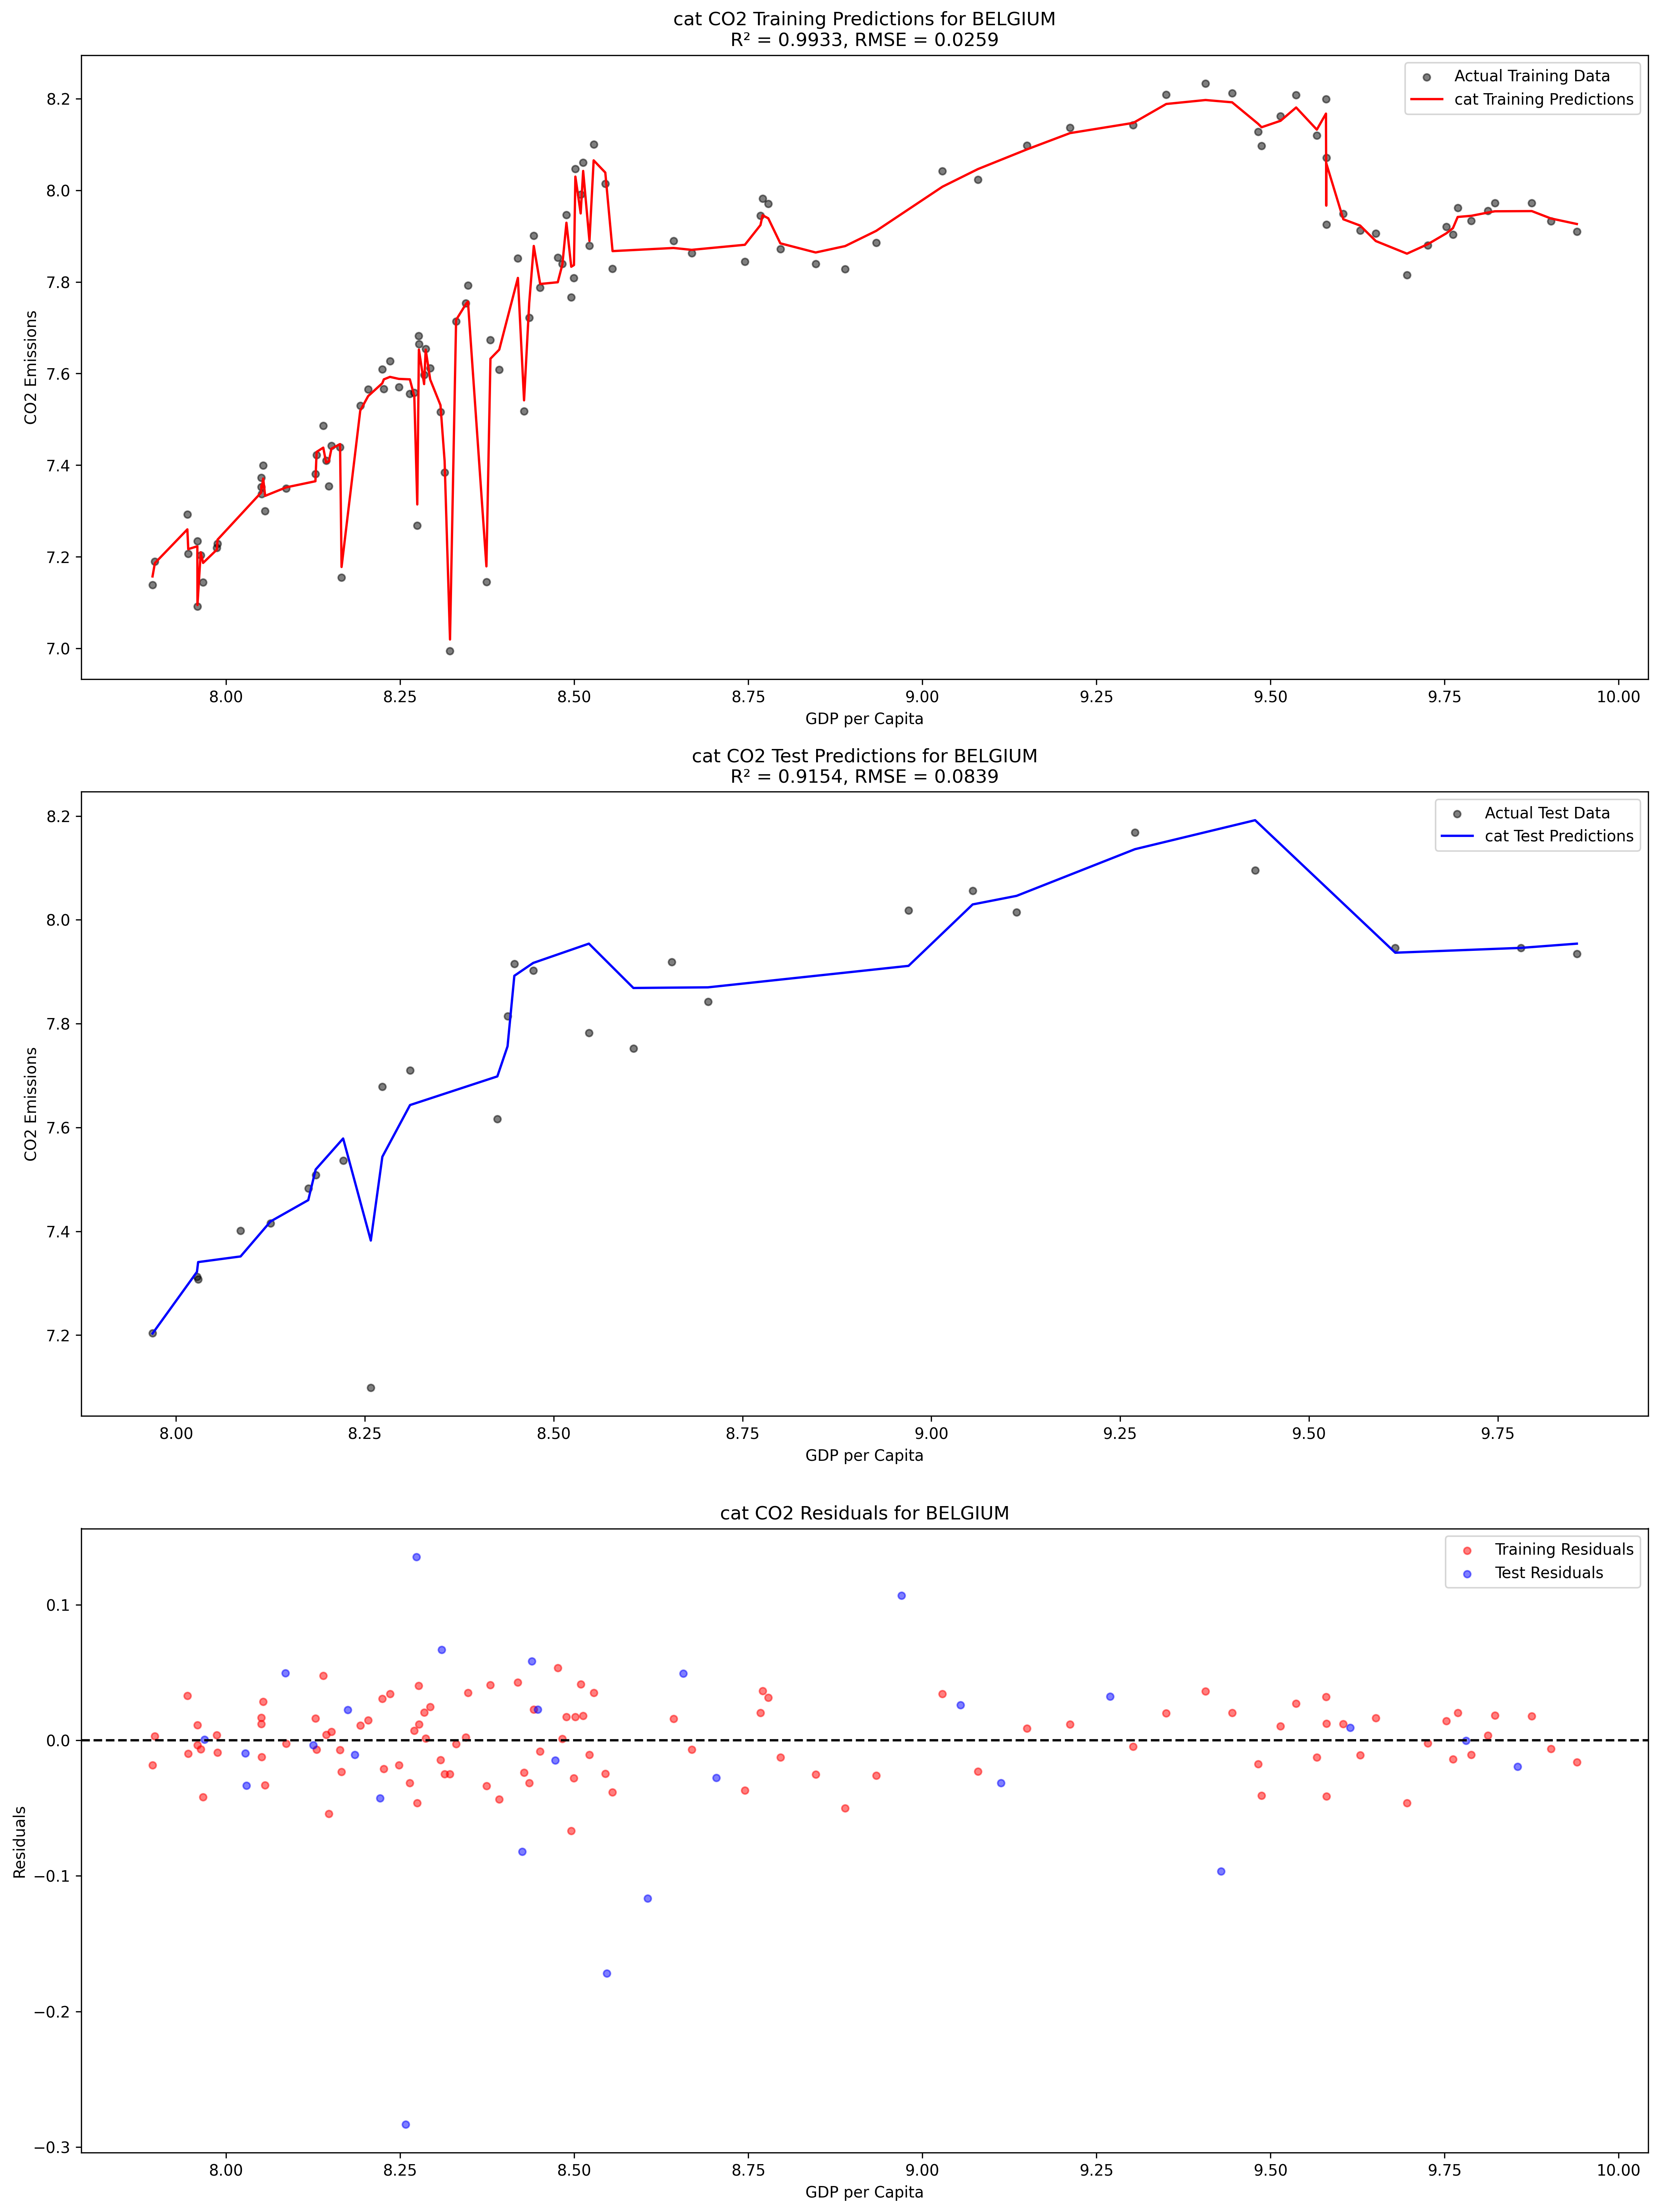 cat CO2 Training Predictions for BELGIUM
R² = 0.9933, RMSE = 0.0259
Actual Training Data
cat Training Predictions
8.2
8.0
7.8
7.6
7.4
7.2
7.0
CO2 Emissions
8.00 8.25 8.50 8.75 9.00 9.25 9.50 9.75 10.00
GDP per Capita
cat CO2 Test Predictions for BELGIUM
R² = 0.9154, RMSE = 0.0839
Actual Test Data
cat Test Predictions
8.2
8.0
7.8
7.6
7.4
7.2
CO2 Emissions
8.00 8.25 8.50 8.75 9.00 9.25 9.50 9.75
GDP per Capita
cat CO2 Residuals for BELGIUM
Training Residuals
Test Residuals
0.1
0.0
−0.1
−0.2
−0.3
Residuals
8.00 8.25 8.50 8.75 9.00 9.25 9.50 9.75 10.00
GDP per Capita